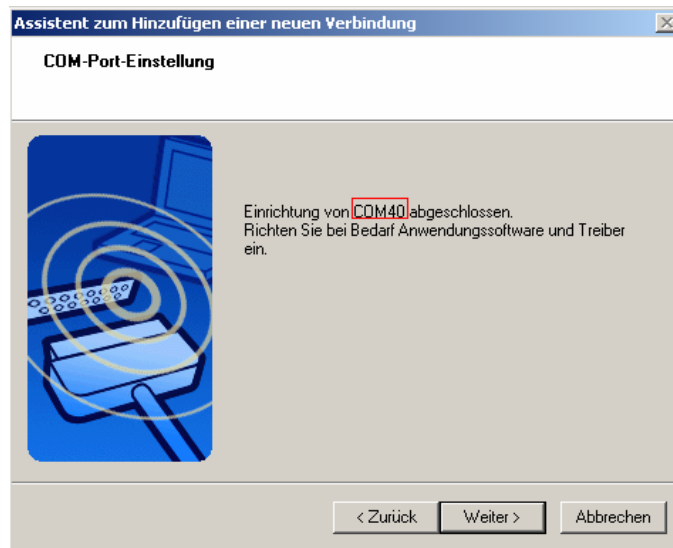 Assistent zum Hinzufügen einer neuen Verbindung
COM-Port-Einstellung
Einrichtung von COM40 abgeschlossen.
Richten Sie bei Bedarf Anwendungssoftware und Treiber
ein.
< Zurück
Weiter >
Abbrechen